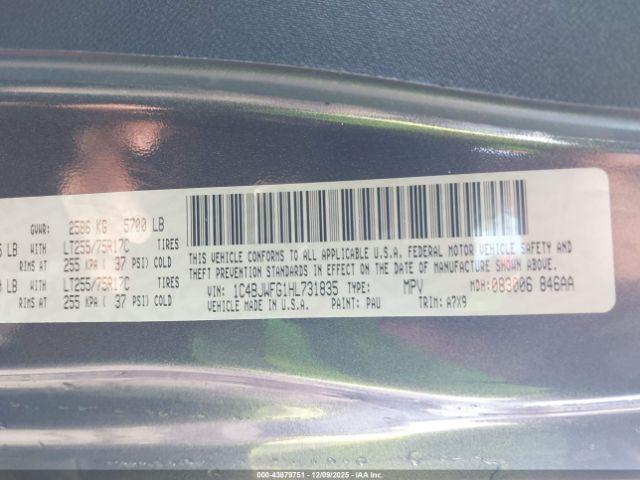 GVWR: 2586 KG 5700 LB
LB WITH LT255/75R17C TIRES
RIMS AT 255 KPA ( 37 PSI) COLD
LB WITH LT255/75R17C TIRES
RIMS AT 255 KPA ( 37 PSI) COLD
THIS VEHICLE CONFORMS TO ALL APPLICABLE U.S.A. FEDERAL MOTOR VEHICLE SAFETY AND
THEFT PREVENTION STANDARDS IN EFFECT ON THE DATE OF MANUFACTURE SHOWN ABOVE.
VIN: 1C4BJWFG1HL731835 TYPE: MPV MDH: 083006 846AA
VEHICLE MADE IN U.S.A. PAINT: PAU TRIM: A7X9
00-43879751 - 12/09/2025 - IAAI.CA